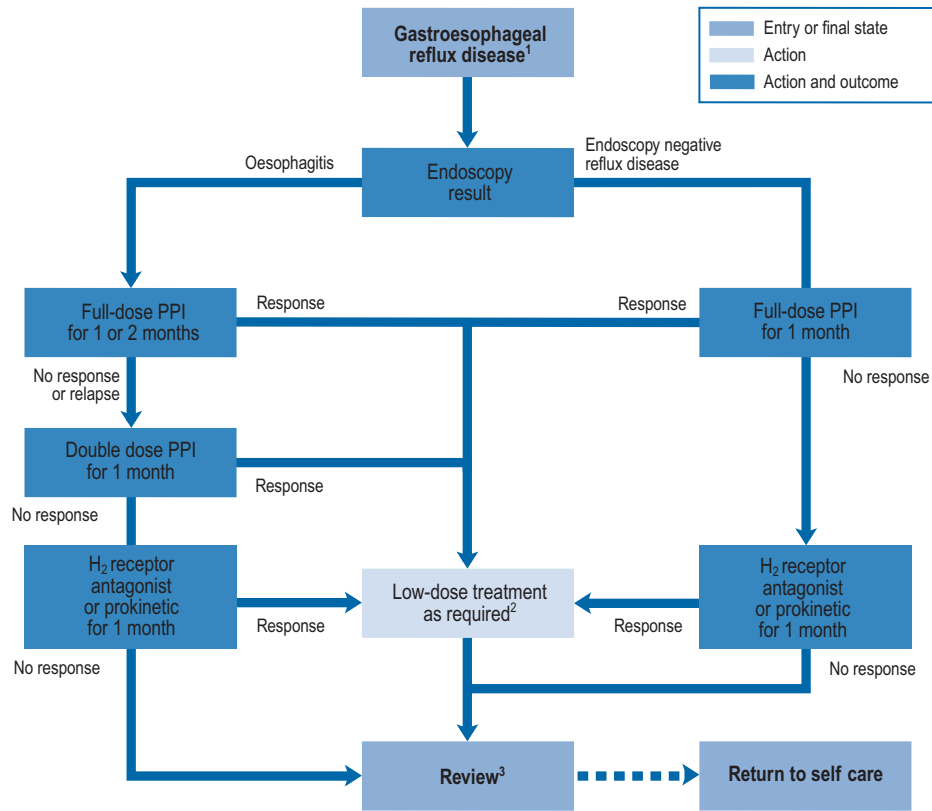 Gastroesophageal
reflux disease¹
Entry or final state
Action
Action and outcome
Oesophagitis
Endoscopy
result
Endoscopy negative
reflux disease
Full-dose PPI
for 1 or 2 months
Response
Response
Full-dose PPI
for 1 month
No response
or relapse
No response
Double dose PPI
for 1 month
Response
No response
H₂ receptor
antagonist
or prokinetic
for 1 month
Response
Low-dose treatment
as required²
Response
H₂ receptor
antagonist
or prokinetic
for 1 month
No response
No response
Review³
Return to self care